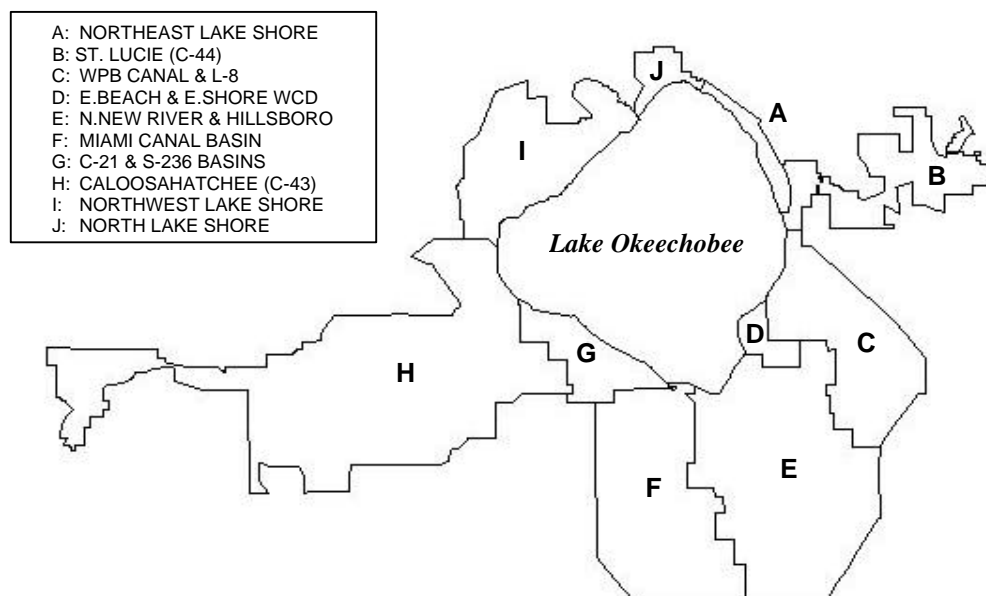 A: NORTHEAST LAKE SHORE
B: ST. LUCIE (C-44)
C: WPB CANAL & L-8
D: E.BEACH & E.SHORE WCD
E: N.NEW RIVER & HILLSBORO
F: MIAMI CANAL BASIN
G: C-21 & S-236 BASINS
H: CALOOSAHATCHEE (C-43)
I: NORTHWEST LAKE SHORE
J: NORTH LAKE SHORE
J
A
I
B
Lake Okeechobee
D
C
G
H
E
F